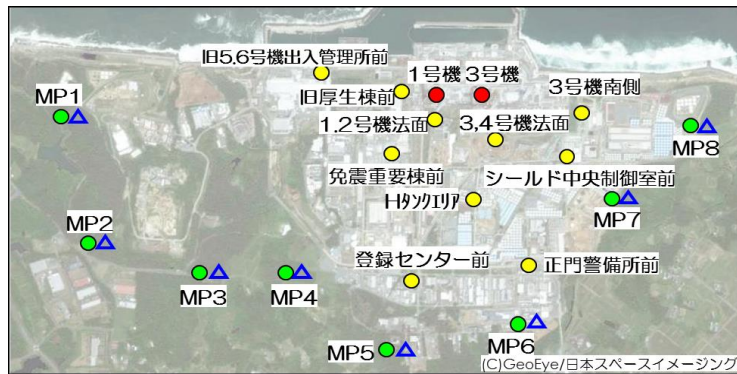 旧5,6号機出入管理所前
1号機
3号機
MP1
旧厚生棟前
3号機南側
1,2号機法面
3,4号機法面
MP8
免震重要棟前
シールド中央制御室前
Hﾀﾝｸｴﾘｱ
MP7
MP2
登録センター前
正門警備所前
MP3
MP4
MP5
MP6
(C)GeoEye/日本スペースイメージング